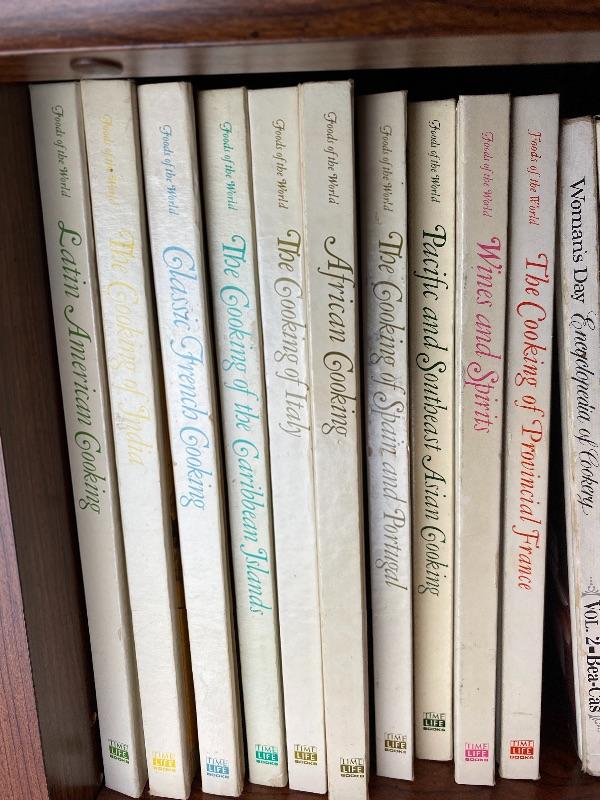 Foods of the World
Latin American Cooking
TIME
LIFE
BOOKS
Foods of the World
The Cooking of India
TIME
LIFE
BOOKS
Foods of the World
Classic French Cooking
TIME
LIFE
BOOKS
Foods of the World
The Cooking of the Caribbean Islands
TIME
LIFE
BOOKS
Foods of the World
The Cooking of Italy
TIME
LIFE
BOOKS
Foods of the World
African Cooking
TIME
LIFE
BOOKS
Foods of the World
The Cooking of Spain and Portugal
TIME
LIFE
BOOKS
Foods of the World
Pacific and Southeast Asian Cooking
TIME
LIFE
BOOKS
Foods of the World
Wines and Spirits
TIME
LIFE
BOOKS
Foods of the World
The Cooking of Provincial France
TIME
LIFE
BOOKS
Woman's Day Encyclopedia of Cookery
VOL. 2-Bea-Cas